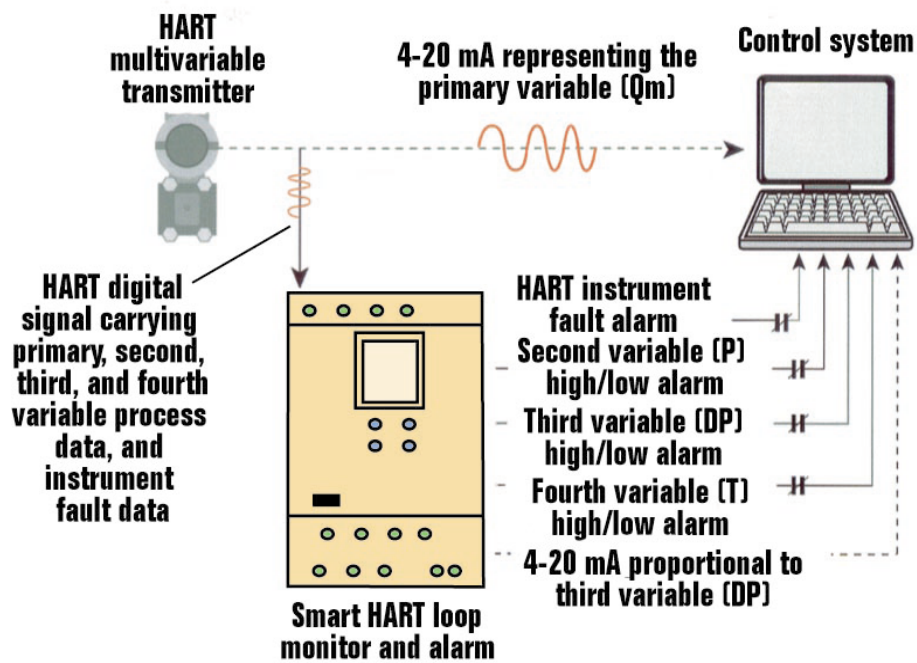 HART
multivariable
transmitter
4-20 mA representing the
primary variable (Qm)
Control system
HART digital
signal carrying
primary, second,
third, and fourth
variable process
data, and
instrument
fault data
HART instrument
fault alarm
Second variable (P)
high/low alarm
Third variable (DP)
high/low alarm
Fourth variable (T)
high/low alarm
4-20 mA proportional to
third variable (DP)
Smart HART loop
monitor and alarm